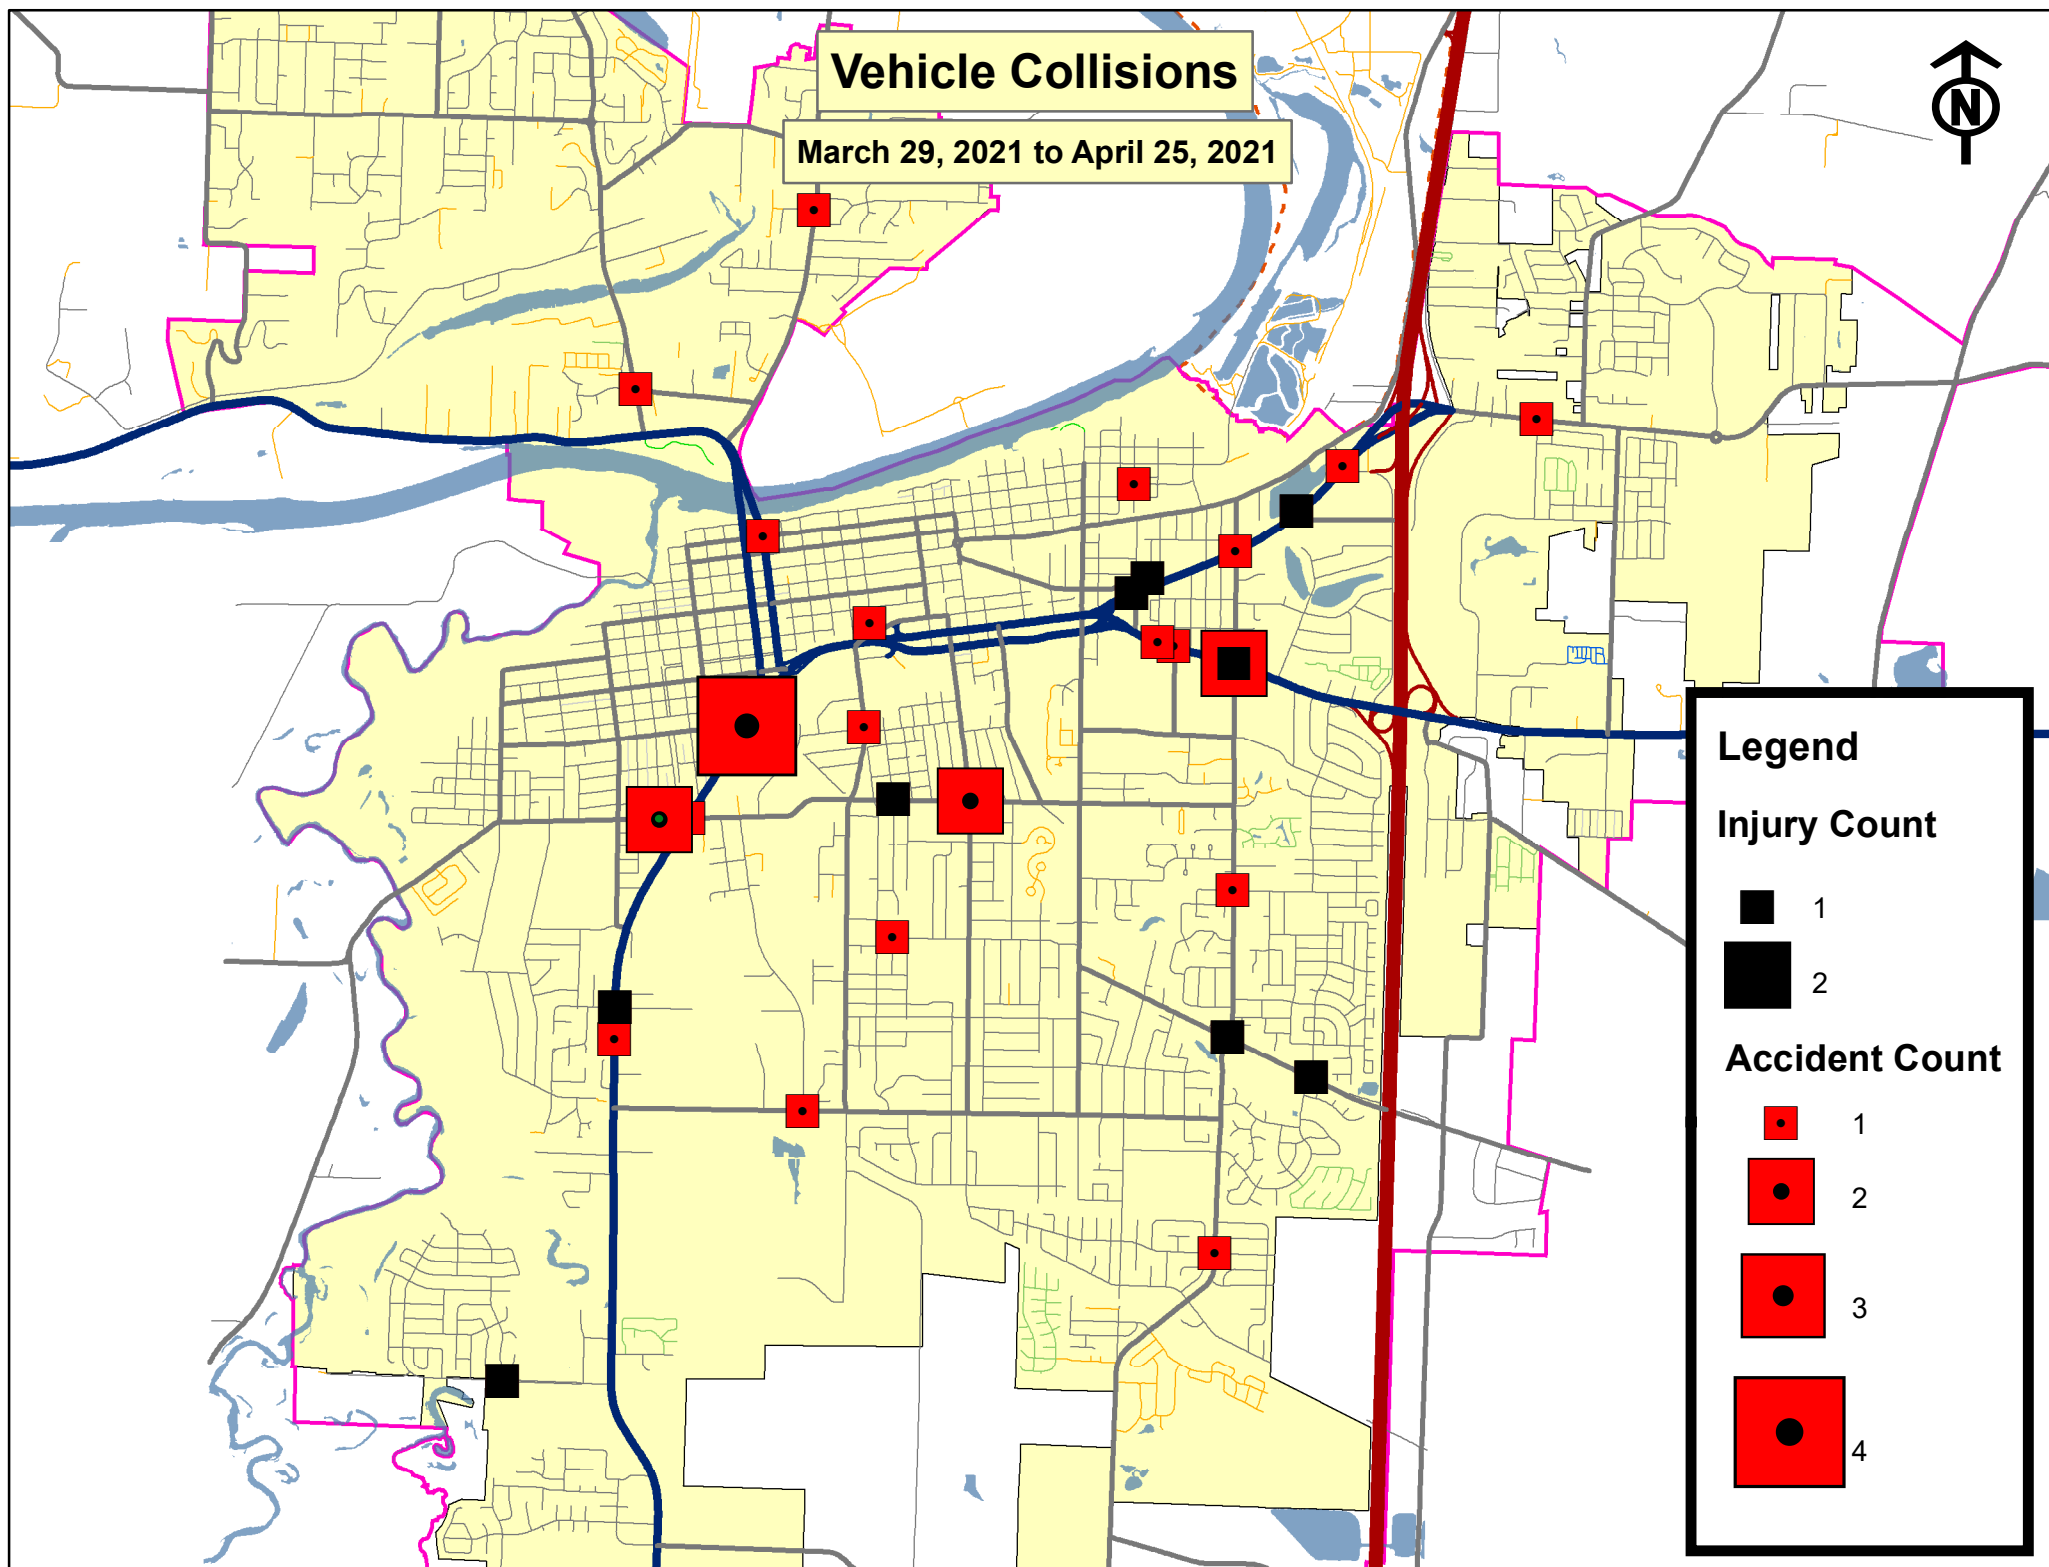 Vehicle Collisions
March 29, 2021 to April 25, 2021
N
Legend
Injury Count
1
2
Accident Count
1
2
3
4